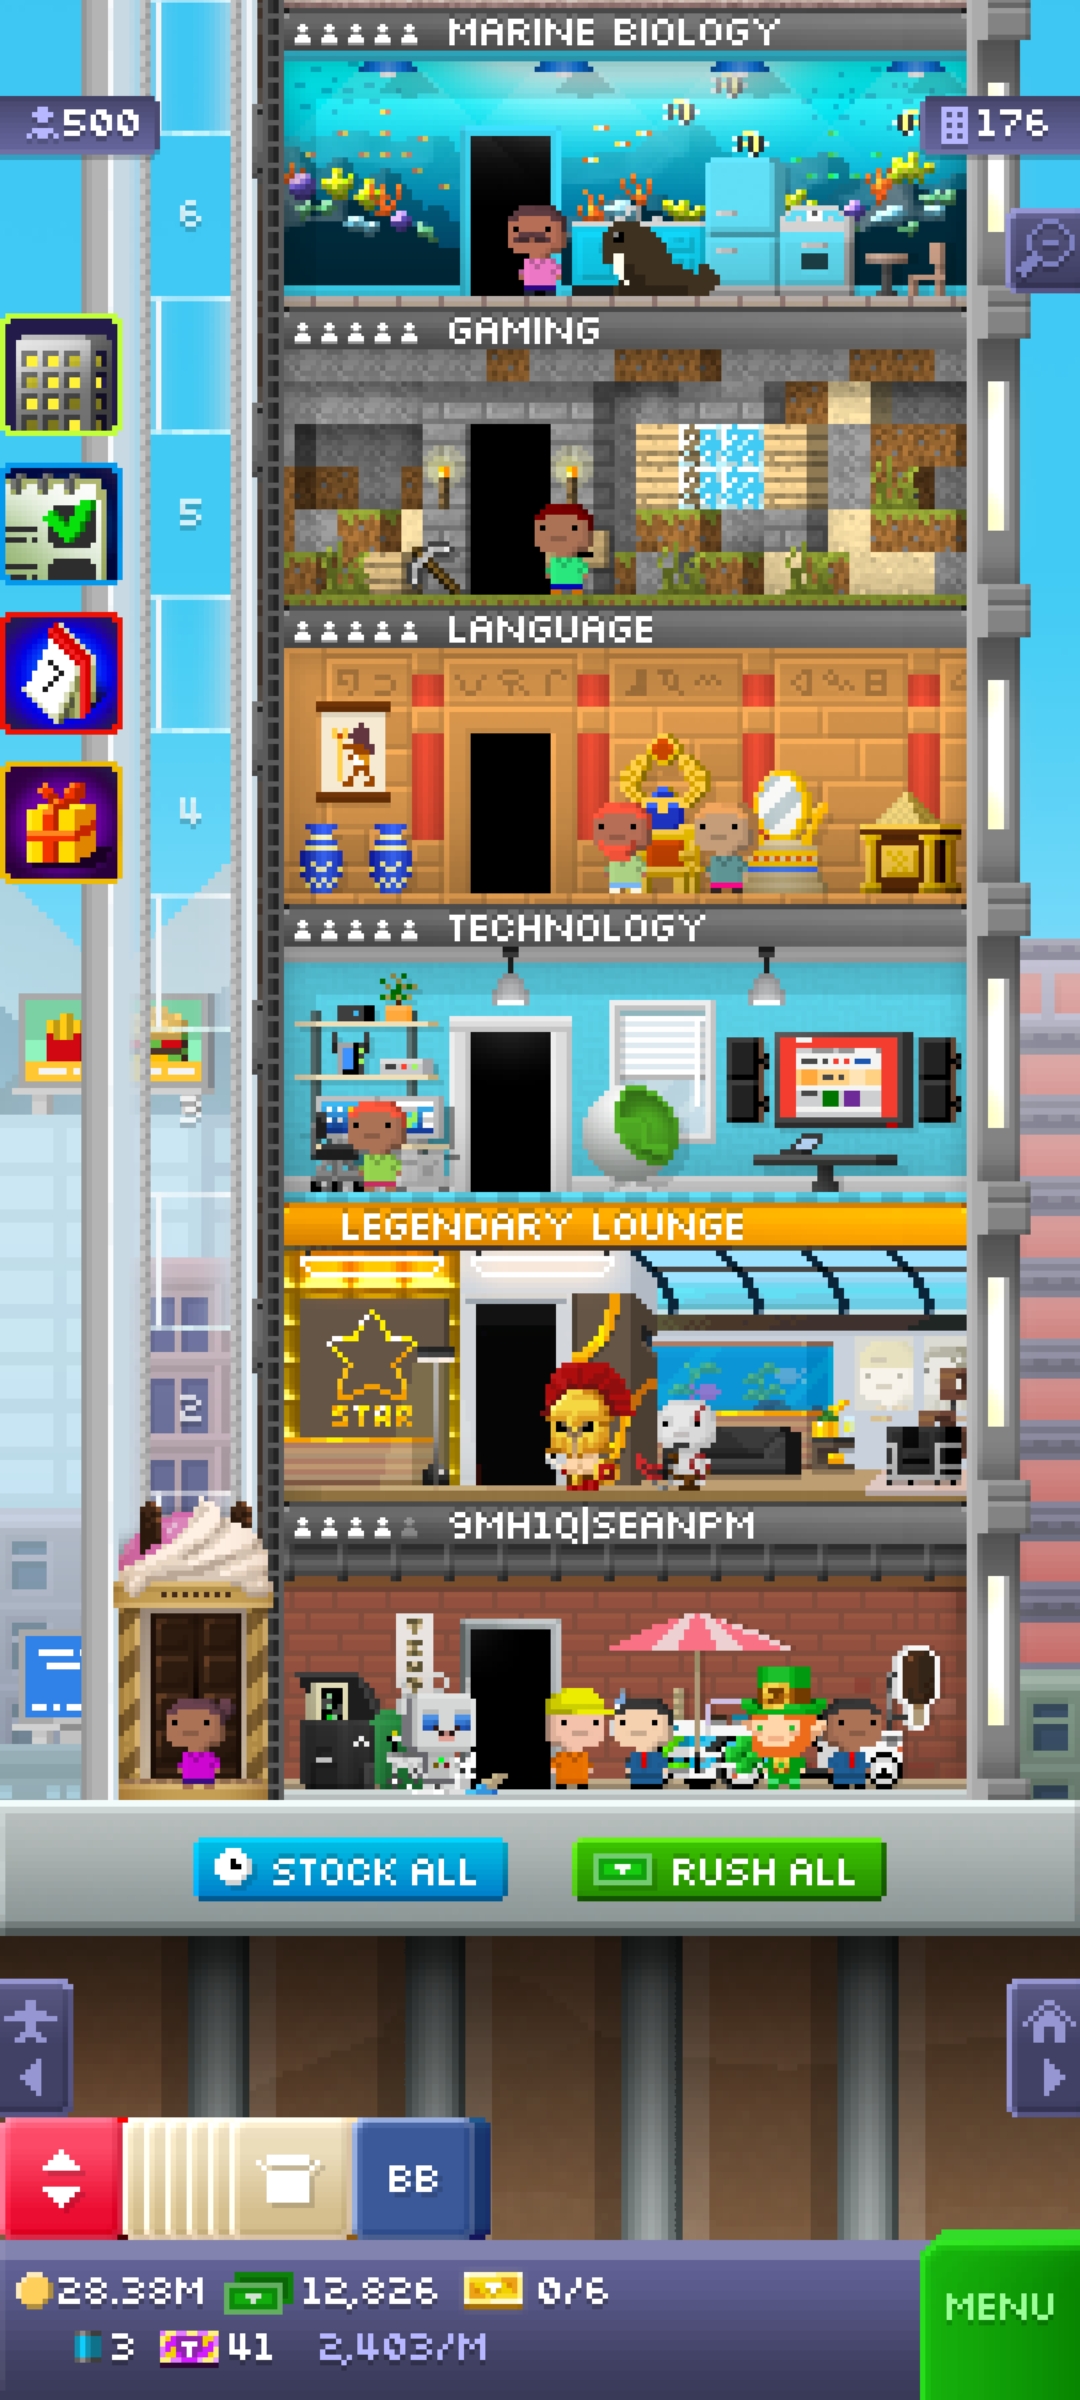 MARINE BIOLOGY
500
176
6
GAMING
5
LANGUAGE
4
TECHNOLOGY
3
LEGENDARY LOUNGE
STAR
2
9MH1Q|SEANPM
STOCK ALL
RUSH ALL
BB
28.38M 12,826 0/6
MENU
3 41 2,403/M